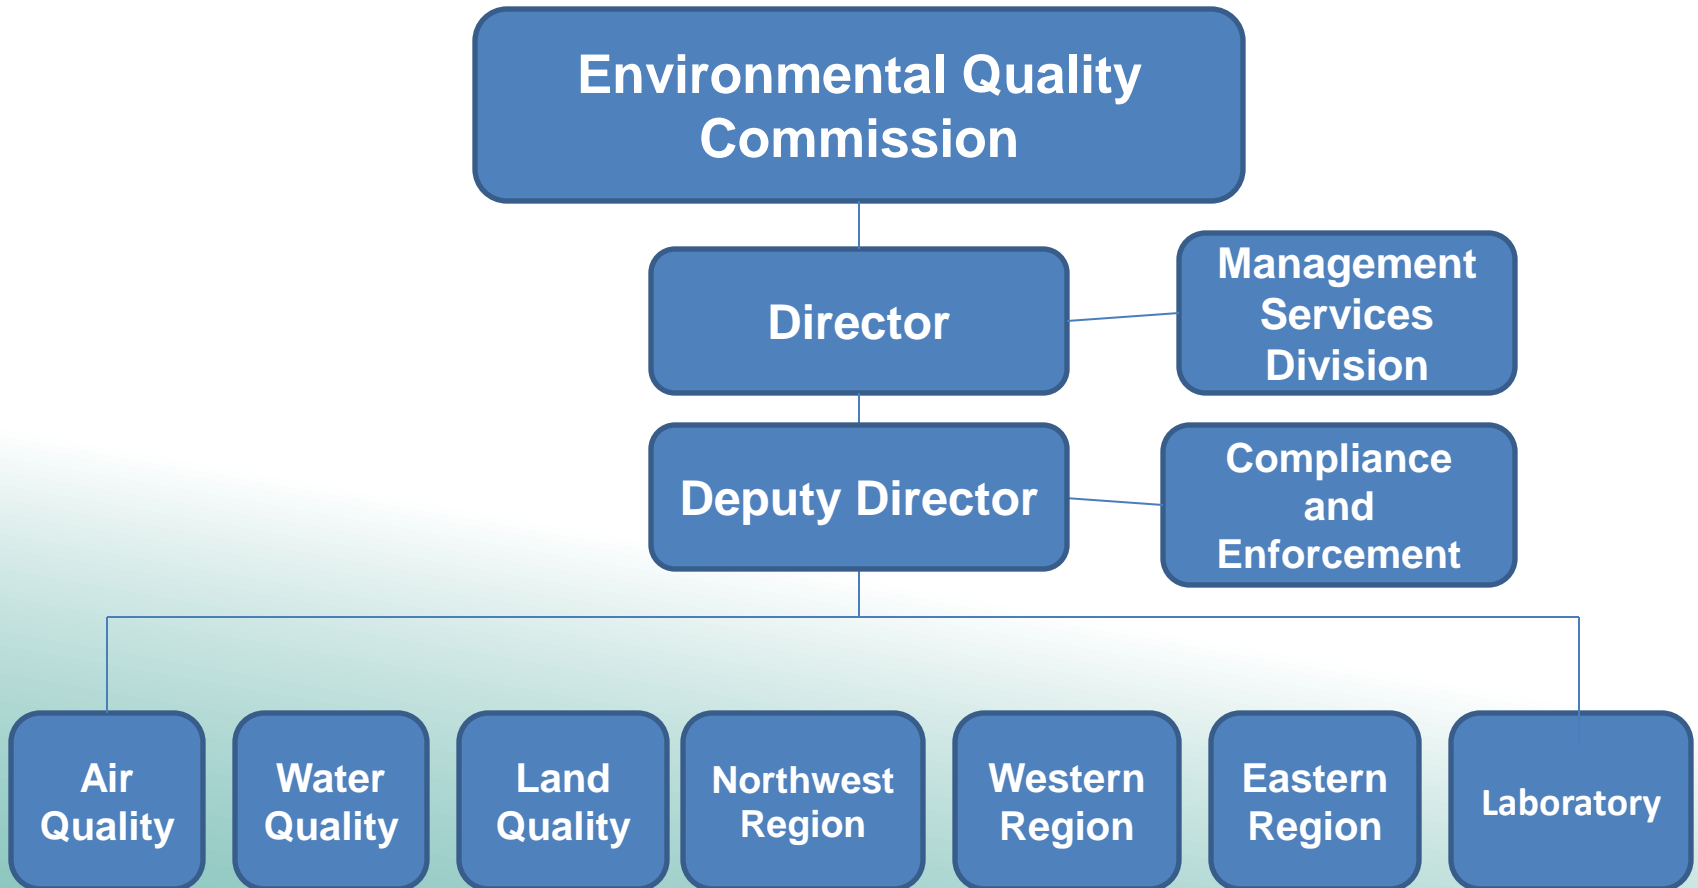 Environmental Quality
Commission
Director
Management
Services
Division
Deputy Director
Compliance
and
Enforcement
Air
Quality
Water
Quality
Land
Quality
Northwest
Region
Western
Region
Eastern
Region
Laboratory